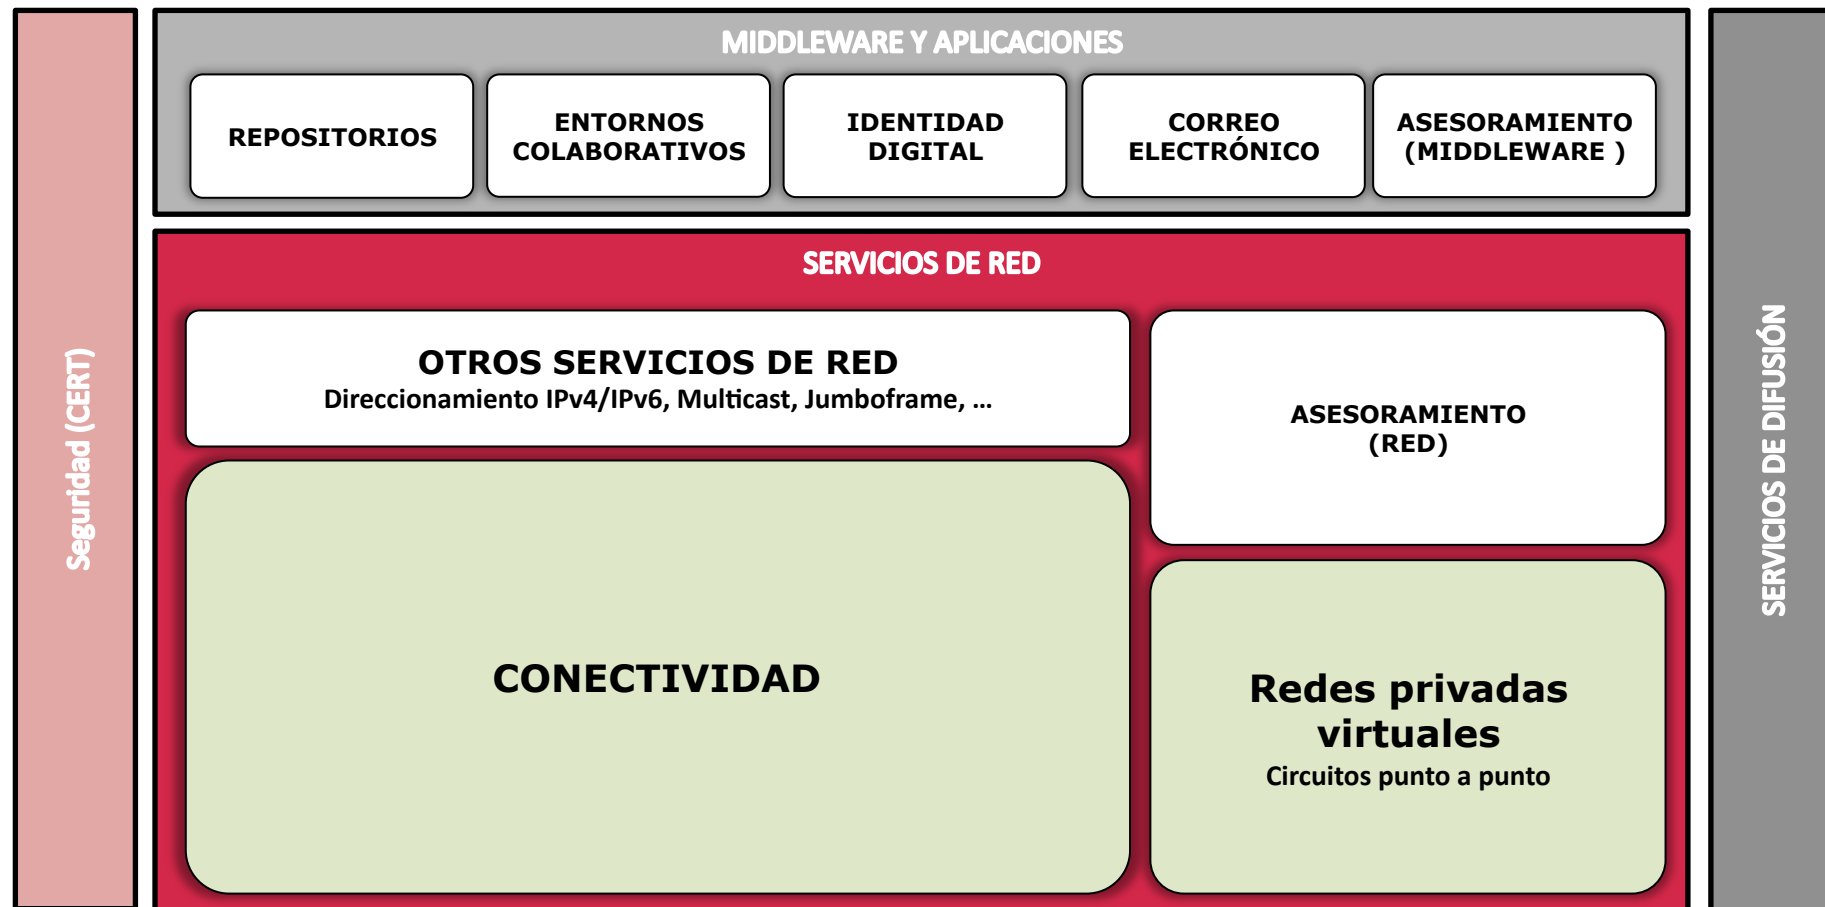 MIDDLEWARE Y APLICACIONES
REPOSITORIOS
ENTORNOS
COLABORATIVOS
IDENTIDAD
DIGITAL
CORREO
ELECTRÓNICO
ASESORAMIENTO
(MIDDLEWARE )
Seguridad (CERT)
SERVICIOS DE RED
OTROS SERVICIOS DE RED
Direccionamiento IPv4/IPv6, Multicast, Jumboframe, ...
ASESORAMIENTO
(RED)
CONECTIVIDAD
Redes privadas
virtuales
Circuitos punto a punto
SERVICIOS DE DIFUSIÓN